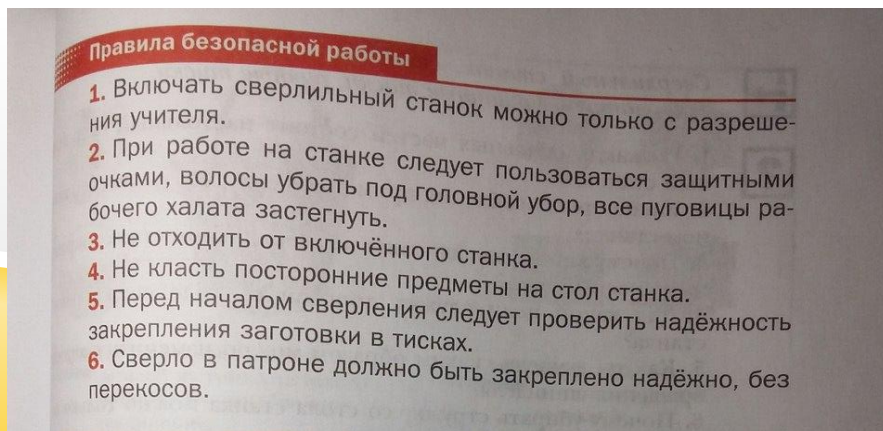 Правила безопасной работы
1. Включать сверлильный станок можно только с разреше-
ния учителя.
2. При работе на станке следует пользоваться защитными
очками, волосы убрать под головной убор, все пуговицы ра-
бочего халата застегнуть.
3. Не отходить от включённого станка.
4. Не класть посторонние предметы на стол станка.
5. Перед началом сверления следует проверить надёжность
закрепления заготовки в тисках.
6. Сверло в патроне должно быть закреплено надёжно, без
перекосов.